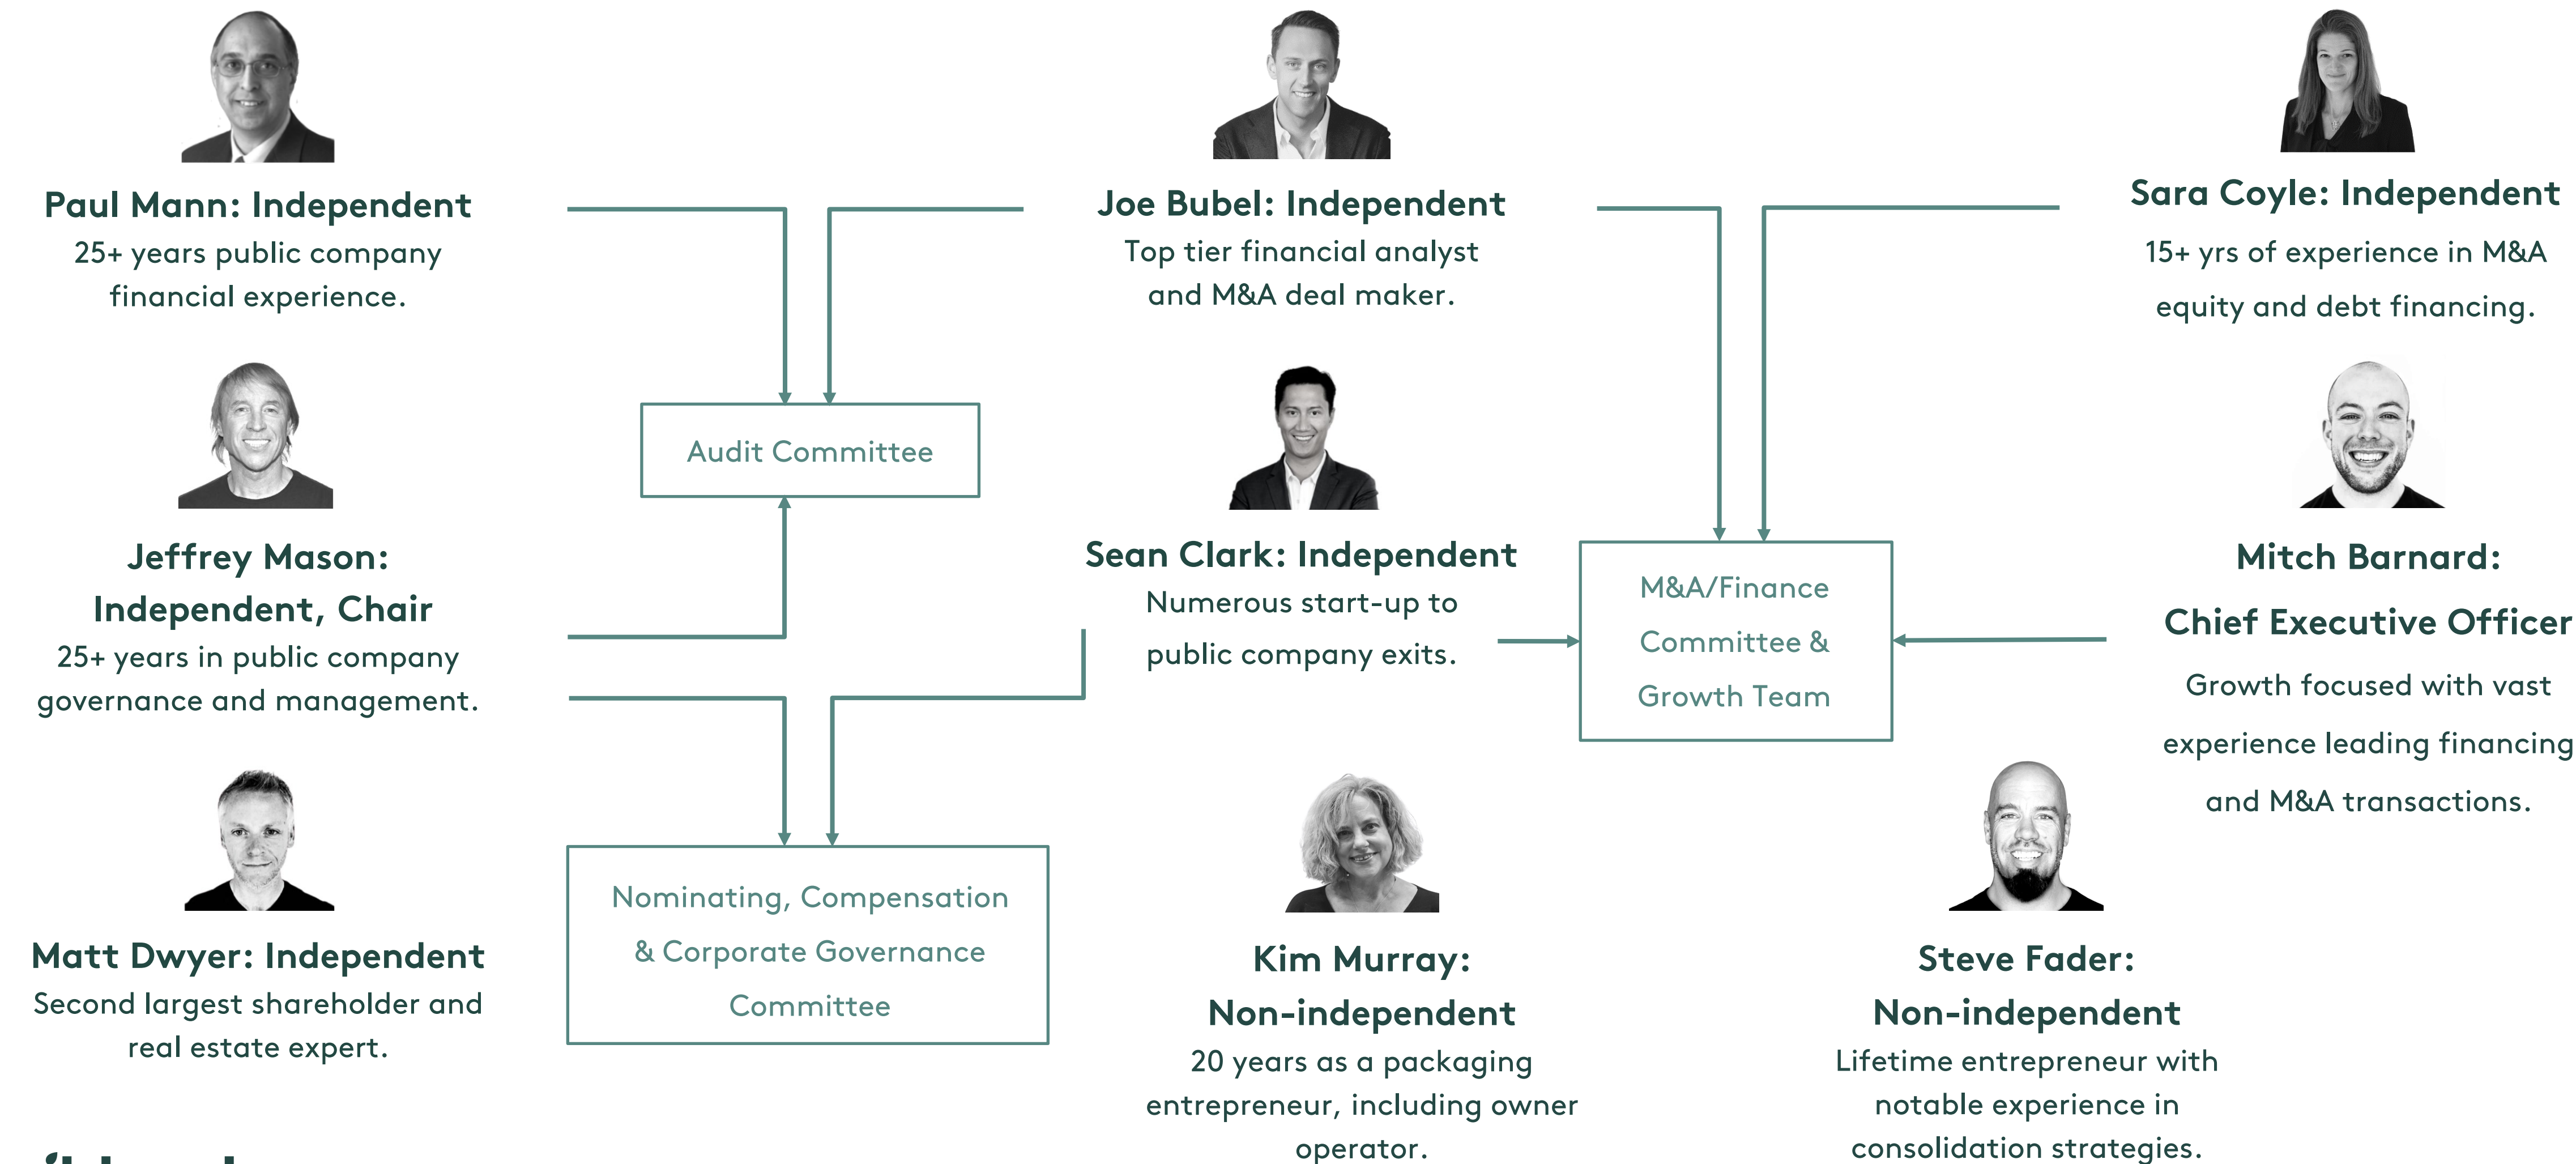 Paul Mann: Independent
25+ years public company
financial experience.
Joe Bubel: Independent
Top tier financial analyst
and M&A deal maker.
Sara Coyle: Independent
15+ yrs of experience in M&A
equity and debt financing.
Audit Committee
Jeffrey Mason:
Independent, Chair
25+ years in public company
governance and management.
Sean Clark: Independent
Numerous start-up to
public company exits.
M&A/Finance
Committee &
Growth Team
Mitch Barnard:
Chief Executive Officer
Growth focused with vast
experience leading financing
and M&A transactions.
Matt Dwyer: Independent
Second largest shareholder and
real estate expert.
Nominating, Compensation
& Corporate Governance
Committee
Kim Murray:
Non-independent
20 years as a packaging
entrepreneur, including owner
operator.
Steve Fader:
Non-independent
Lifetime entrepreneur with
notable experience in
consolidation strategies.